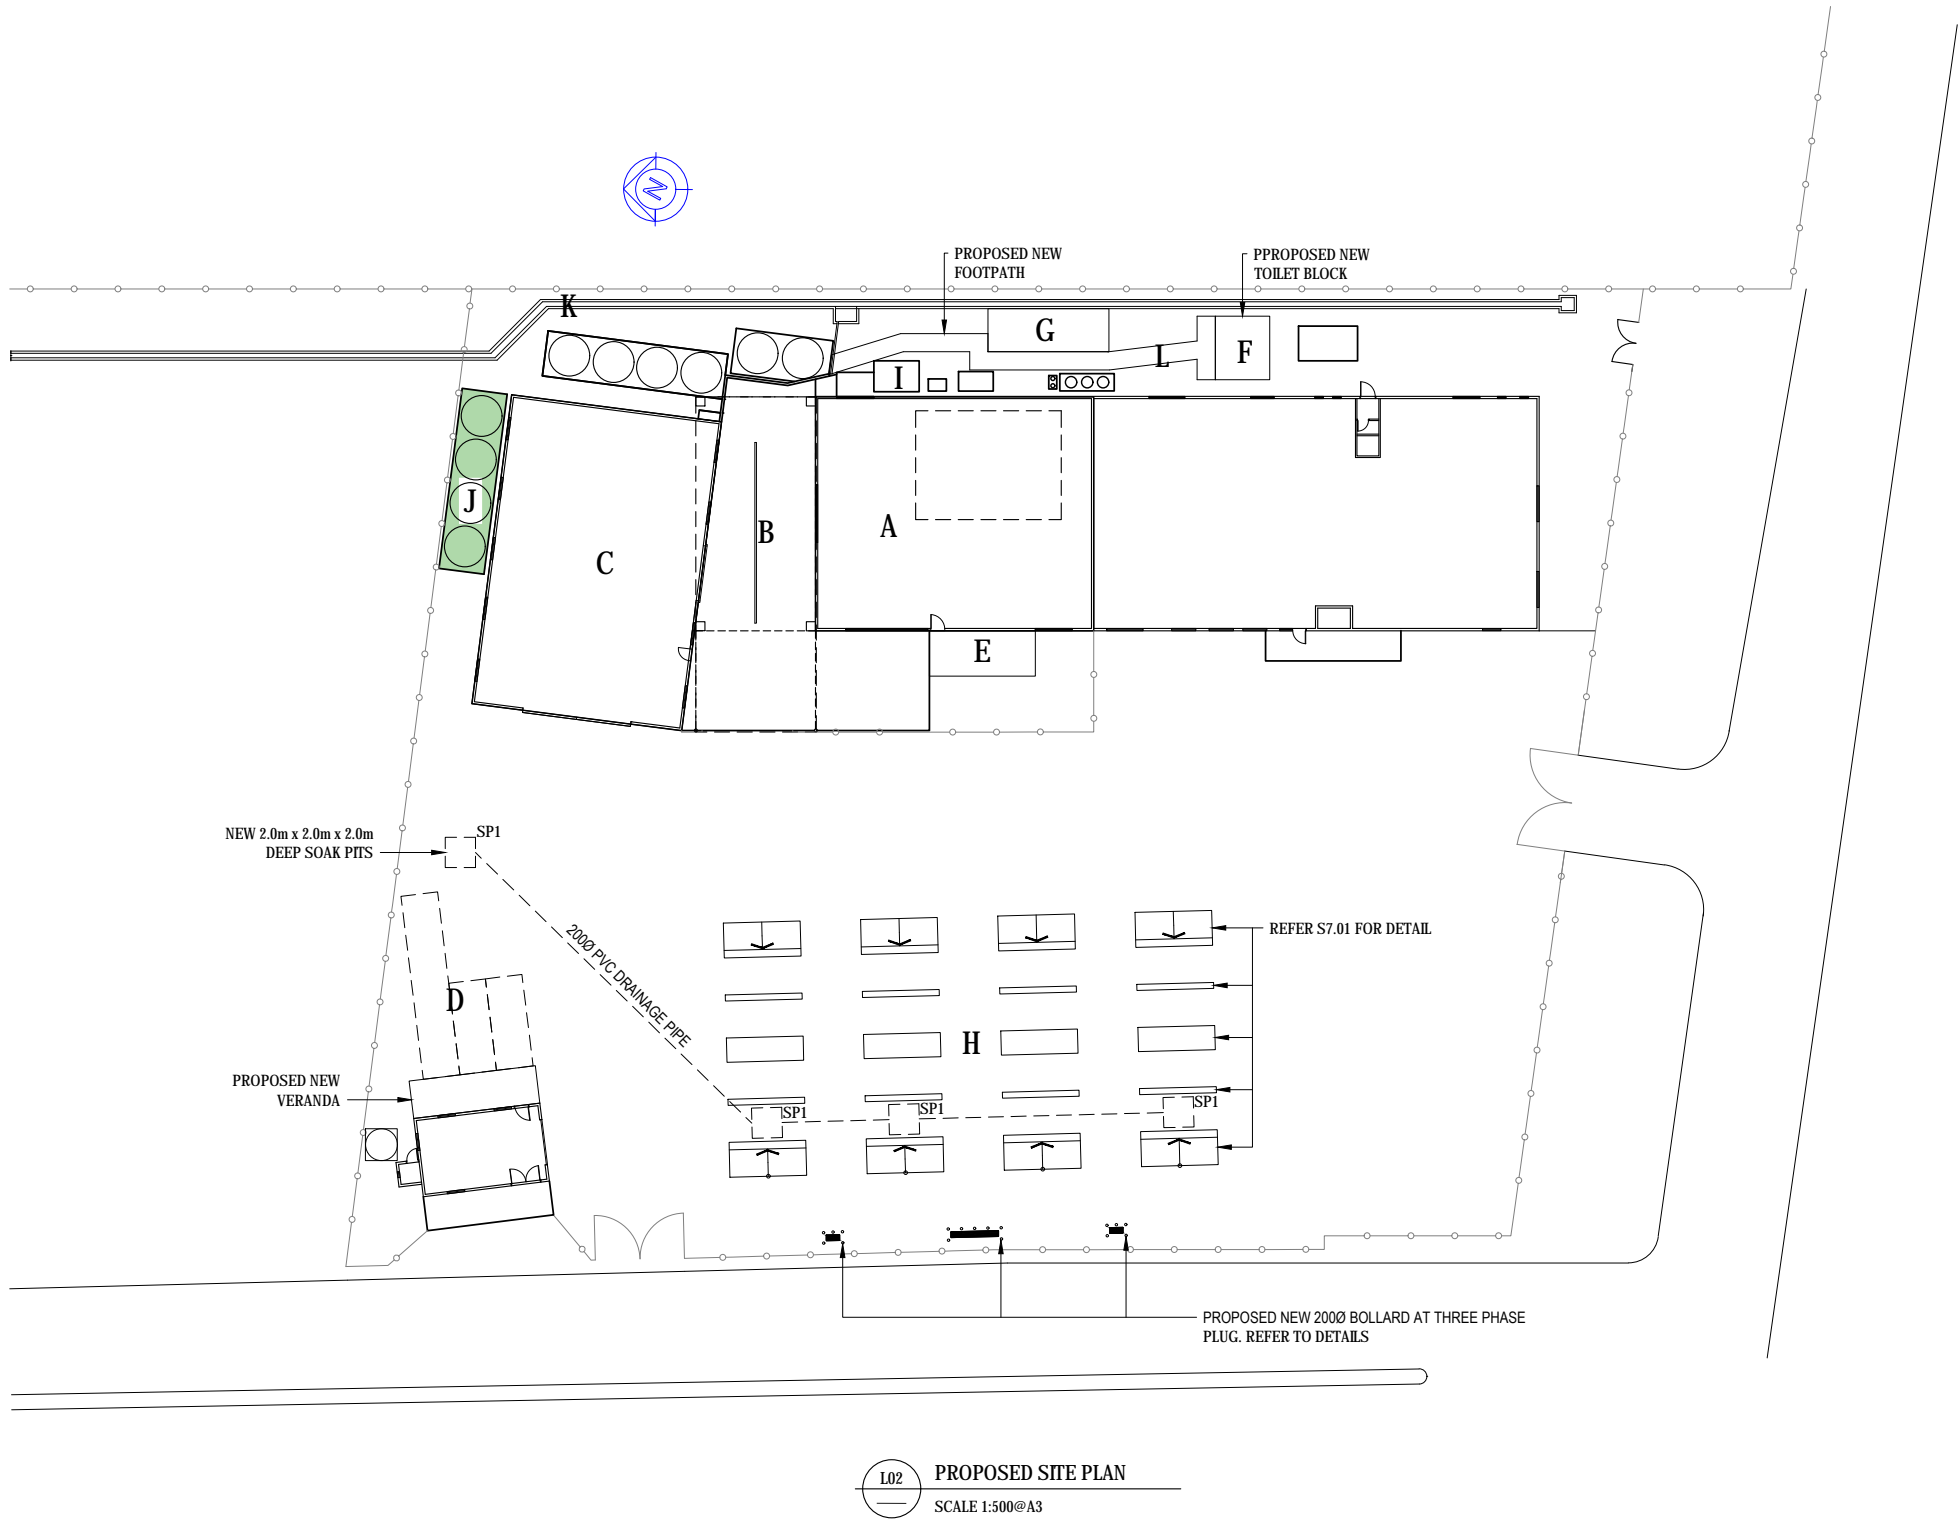 N
PROPOSED NEW
FOOTPATH
PPROPOSED NEW
TOILET BLOCK
K
G
L
F
I
J
A
B
C
E
NEW 2.0m x 2.0m x 2.0m
DEEP SOAK PITS
SP1
200Ø PVC DRAINAGE PIPE
REFER S7.01 FOR DETAIL
D
H
PROPOSED NEW
VERANDA
SP1
SP1
SP1
PROPOSED NEW 200Ø BOLLARD AT THREE PHASE
PLUG. REFER TO DETAILS
L02
PROPOSED SITE PLAN
SCALE 1:500@A3